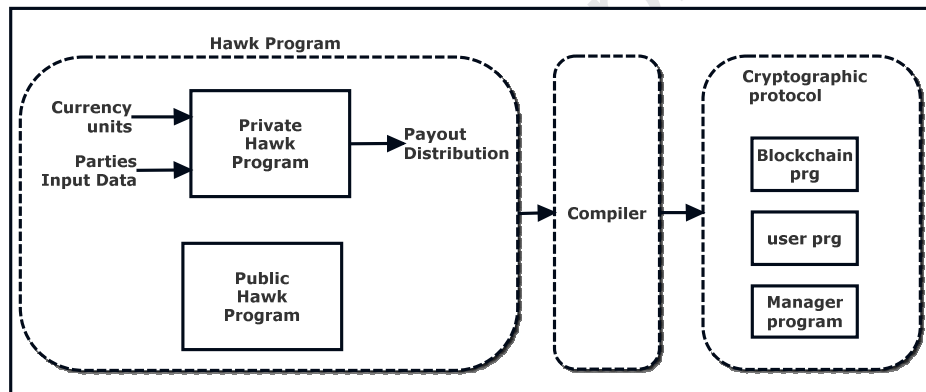 Hawk Program
Currency
units
Parties
Input Data
Private
Hawk
Program
Payout
Distribution
Public
Hawk
Program
Compiler
Cryptographic
protocol
Blockchain
prg
user prg
Manager
program